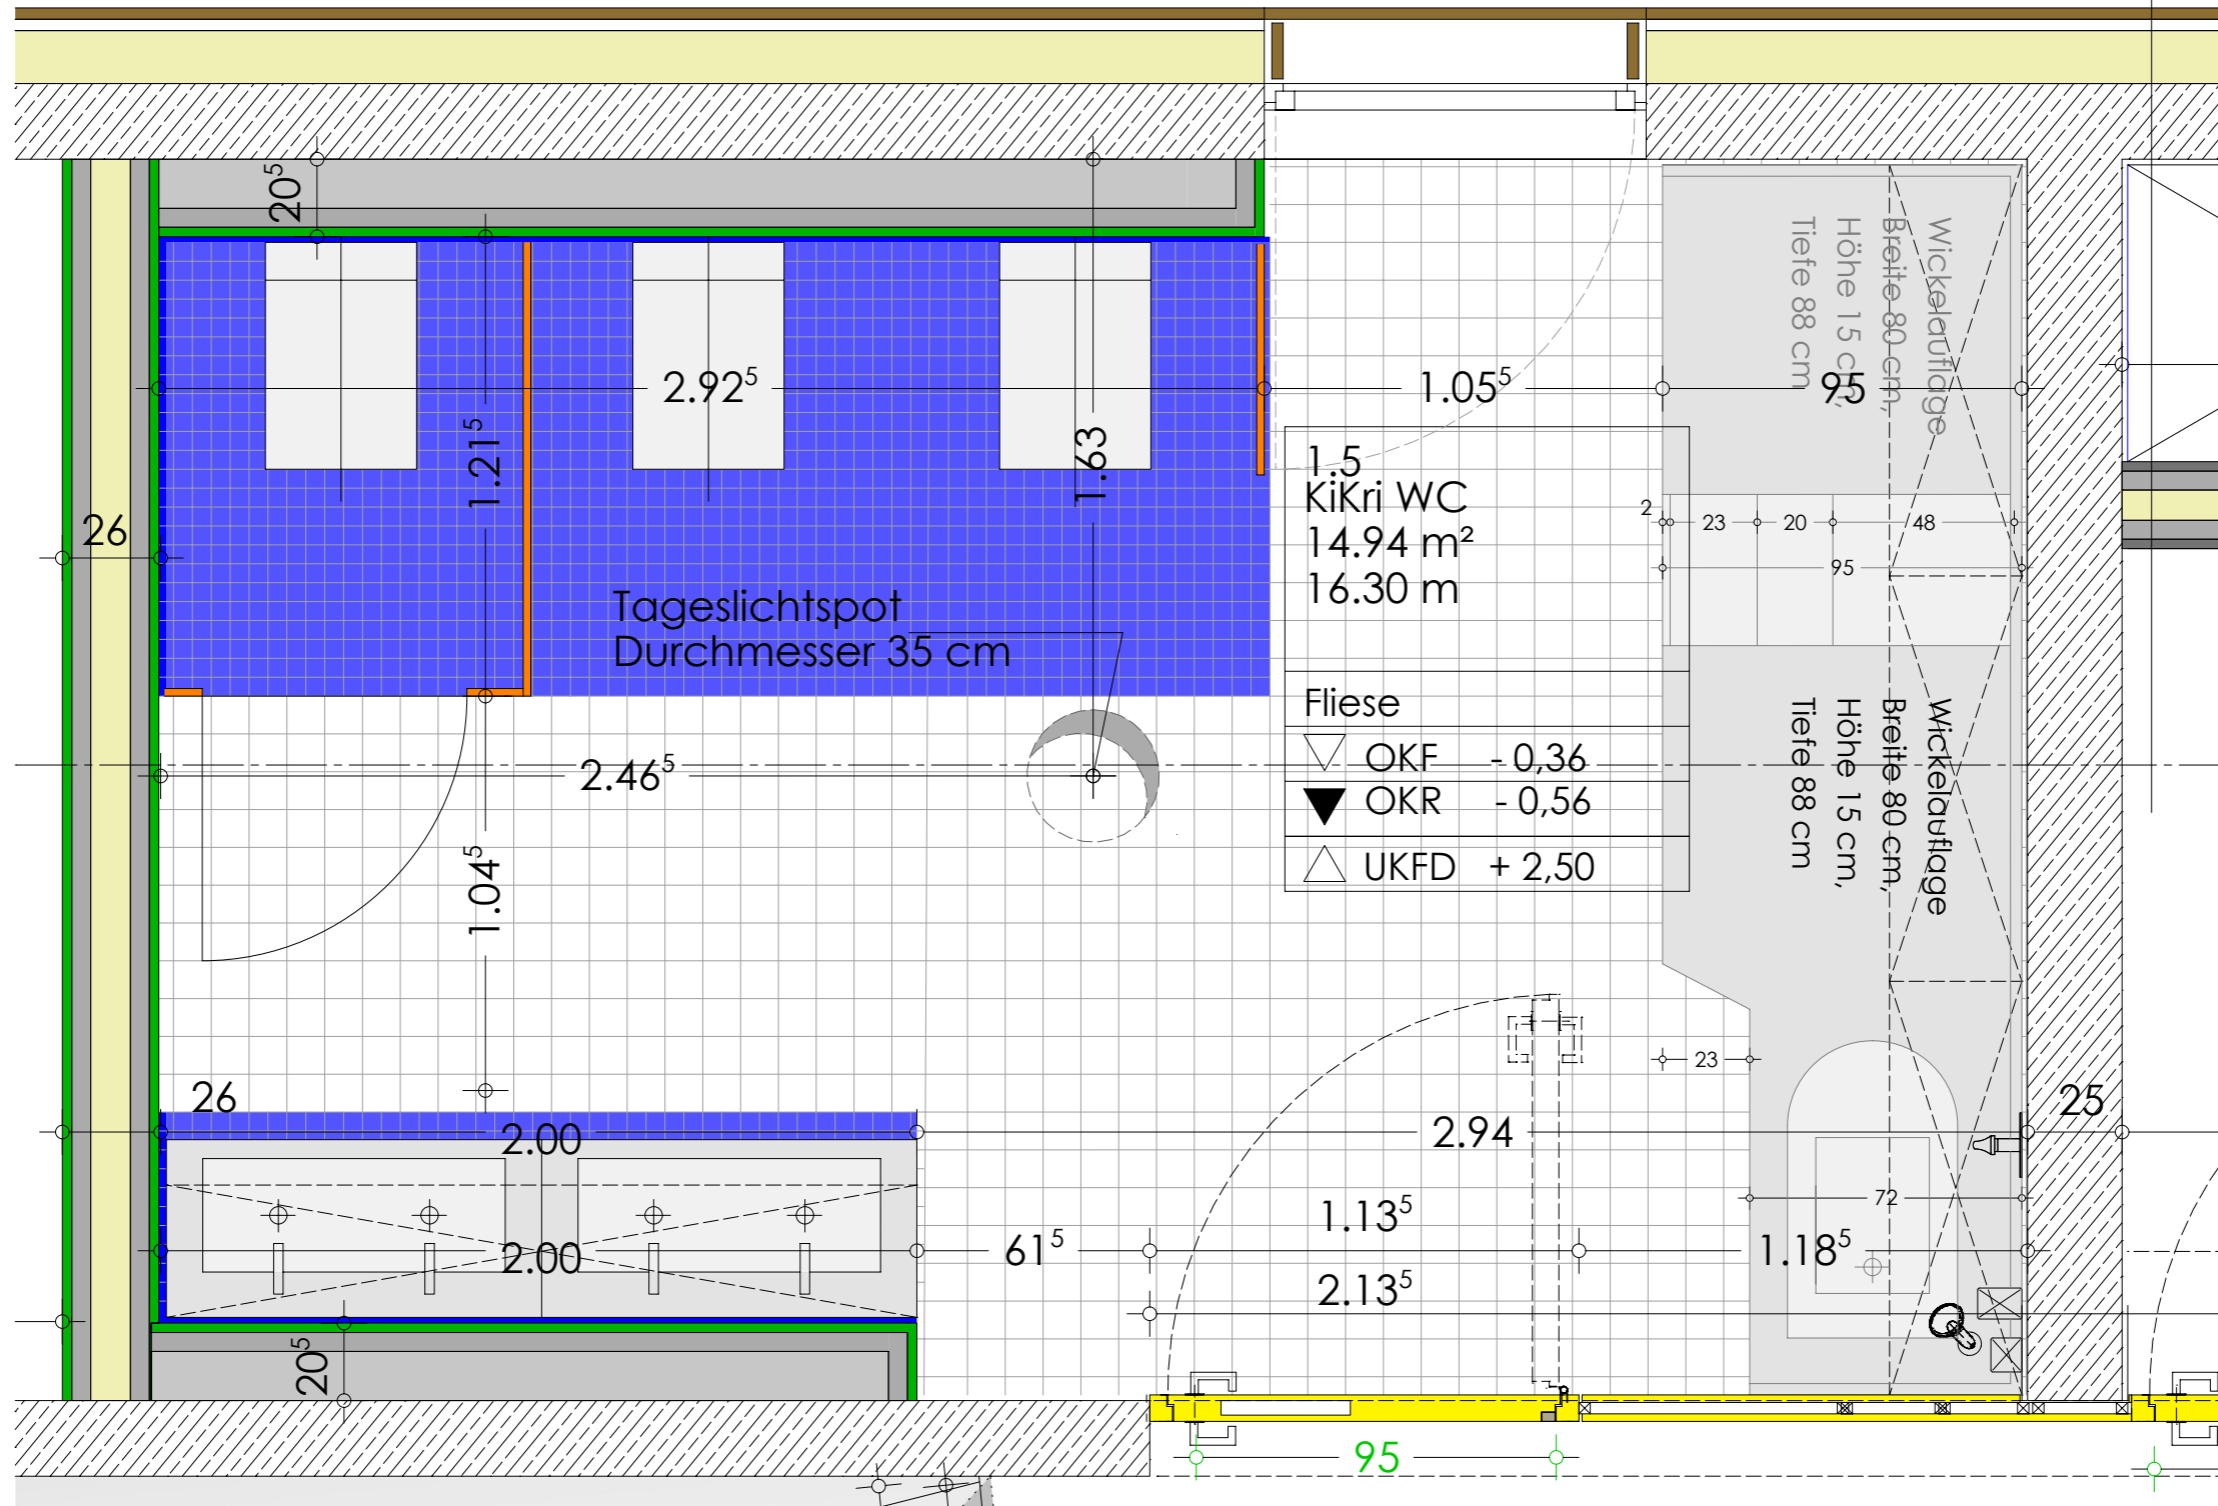 20⁵
Wickelauflage
Breite 80 cm,
Höhe 15 cm,
Tiefe 88 cm
2.92⁵
1.05⁵
95
1.21⁵
1.63
26
1.5
KiKri WC
14.94 m²
16.30 m
2
23
20
48
95
Tageslichtspot
Durchmesser 35 cm
Fliese
OKF - 0,36
OKR - 0,56
UKFD + 2,50
Wickelauflage
Breite 80 cm,
Höhe 15 cm,
Tiefe 88 cm
2.46⁵
1.04⁵
23
26
25
2.00
2.94
72
1.13⁵
2.00
61⁵
1.18⁵
2.13⁵
20⁵
95